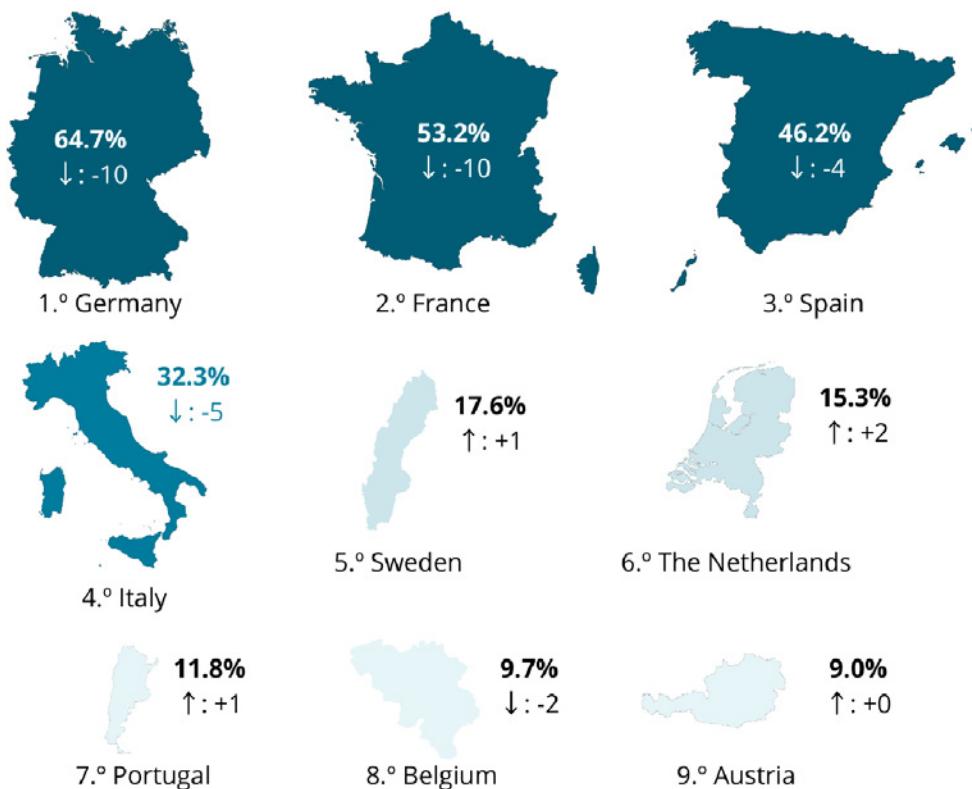 64.7%
↓: -10
1.º Germany
53.2%
↓: -10
2.º France
46.2%
↓: -4
3.º Spain
32.3%
↓: -5
4.º Italy
17.6%
↑: +1
5.º Sweden
15.3%
↑: +2
6.º The Netherlands
11.8%
↑: +1
7.º Portugal
9.7%
↓: -2
8.º Belgium
9.0%
↑: +0
9.º Austria